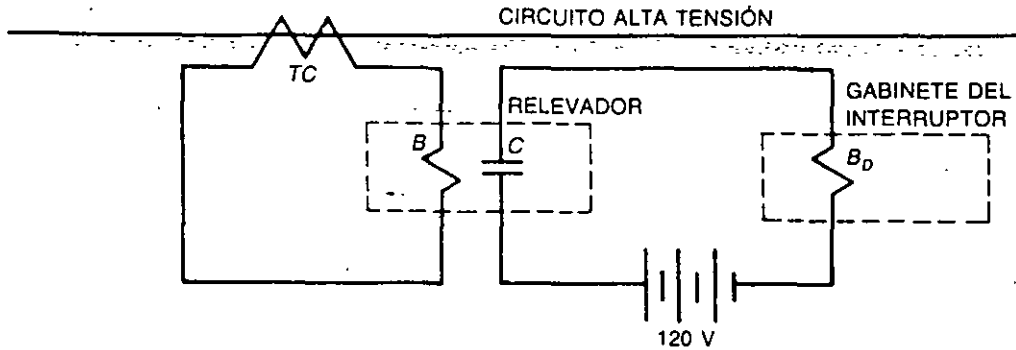 CIRCUITO ALTA TENSIÓN
TC
RELEVADOR
GABINETE DEL
INTERRUPTOR
B
C
B_D
120 V